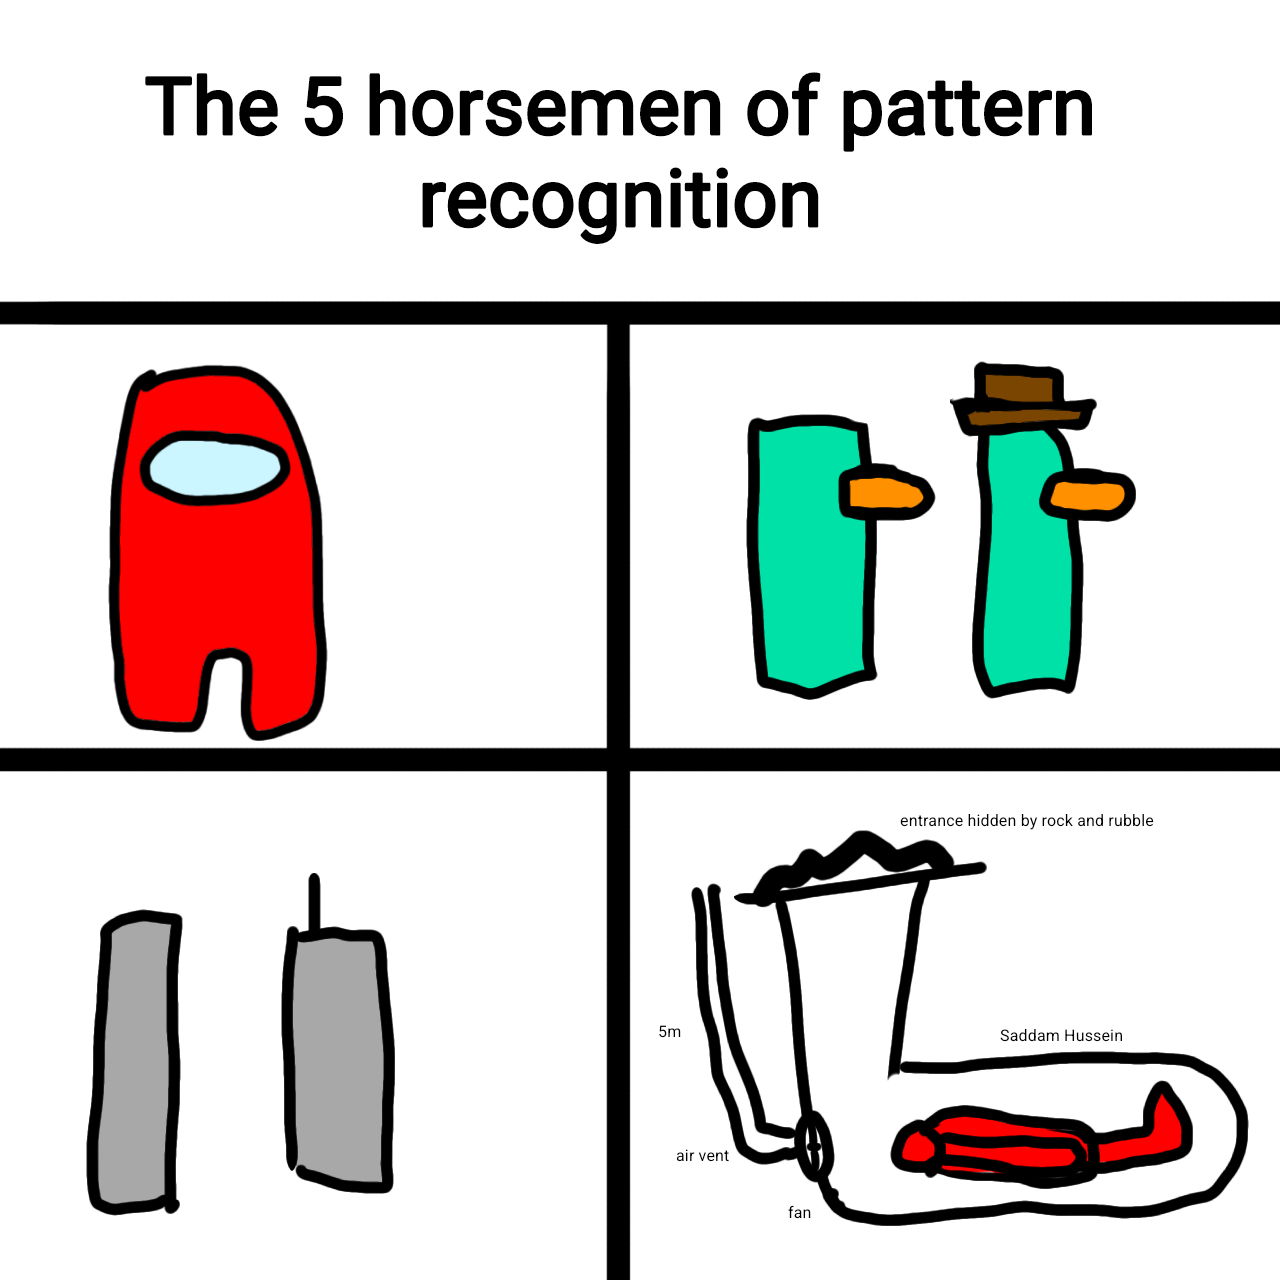 The 5 horsemen of pattern
recognition
entrance hidden by rock and rubble
5m
Saddam Hussein
air vent
fan